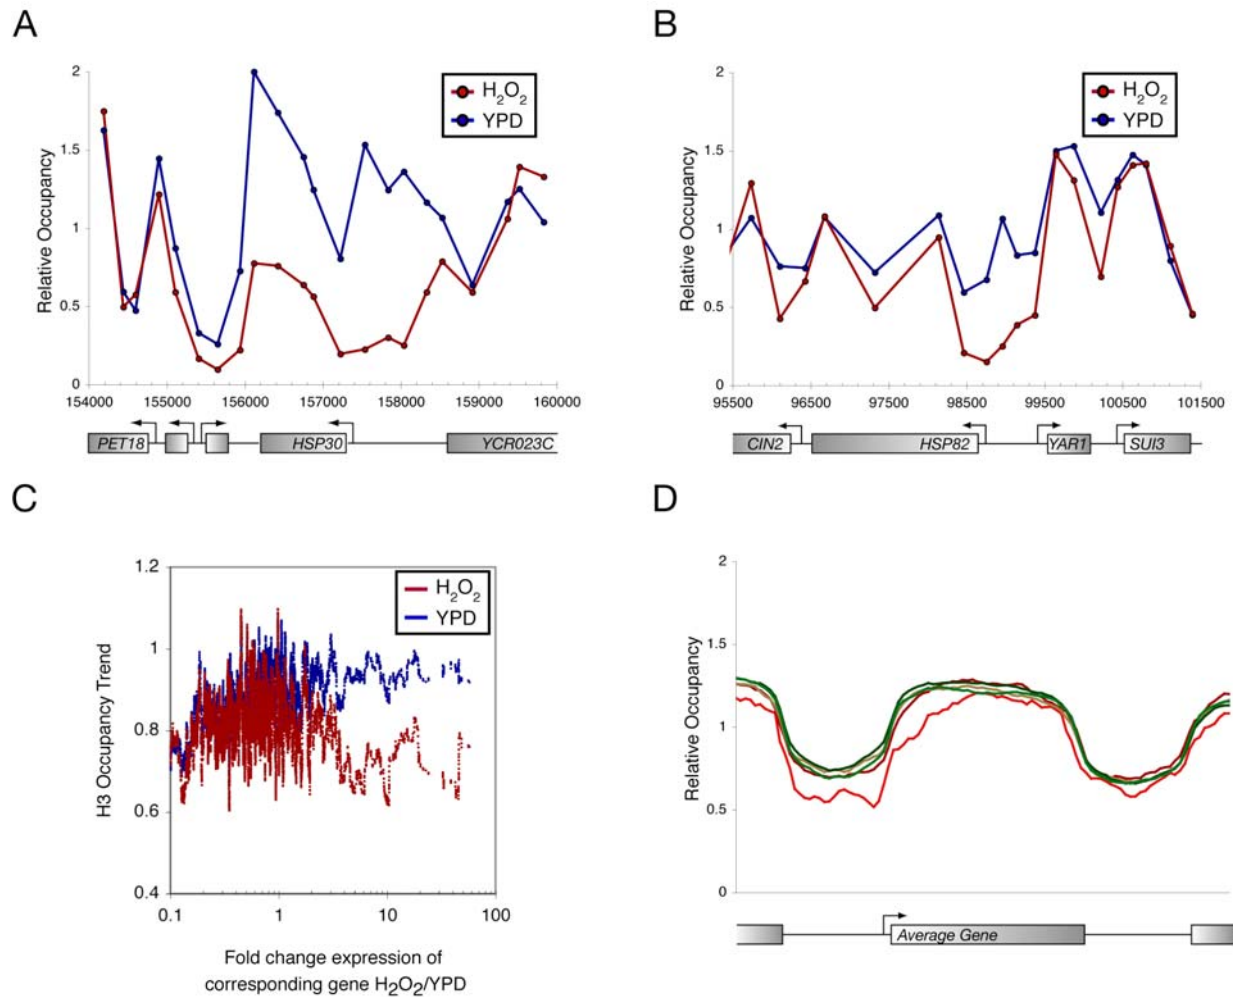 A
Relative Occupancy
2
1.5
1
0.5
0
H₂O₂
YPD
154000 155000 156000 157000 158000 159000 160000
PET18 HSP30 YCR023C
B
Relative Occupancy
2
1.5
1
0.5
0
H₂O₂
YPD
95500 96500 97500 98500 99500 100500 101500
CIN2 HSP82 YAR1 SUI3
C
H3 Occupancy Trend
1.2
1
0.8
0.6
0.4
H₂O₂
YPD
0.1 1 10 100
Fold change expression of
corresponding gene H₂O₂/YPD
D
Relative Occupancy
2
1.5
1
0.5
0
Average Gene